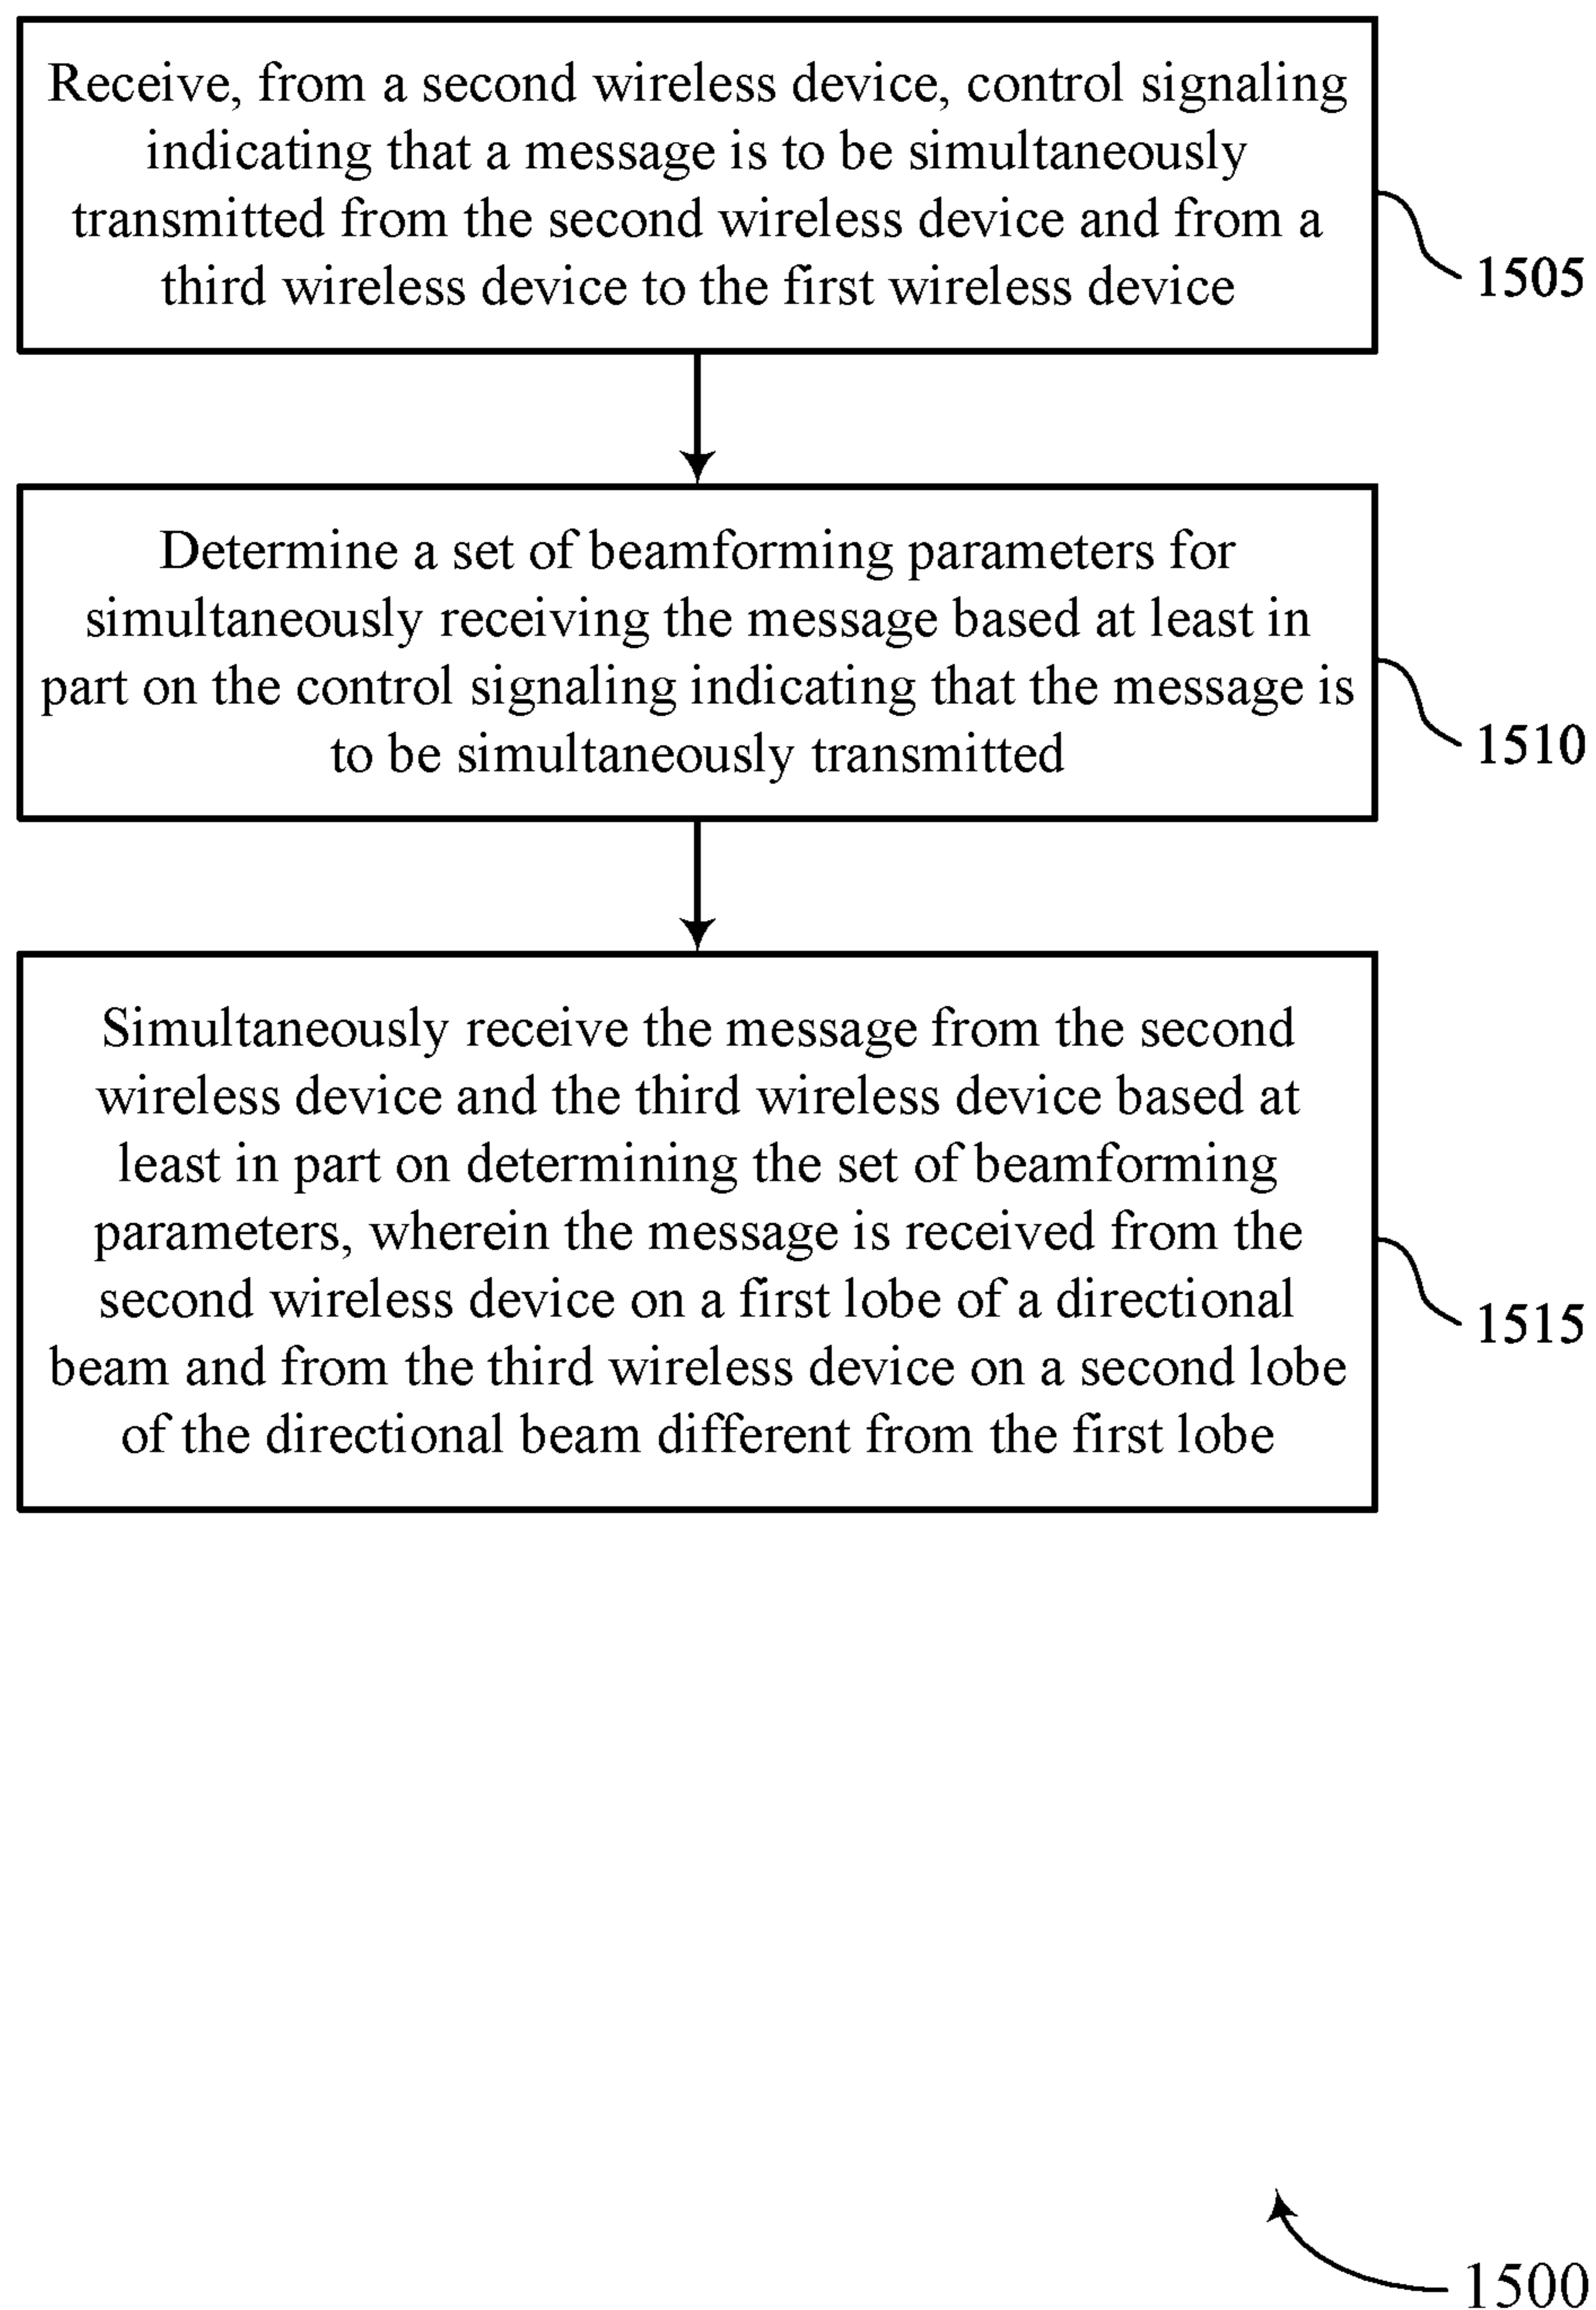 Receive, from a second wireless device, control signaling
indicating that a message is to be simultaneously
transmitted from the second wireless device and from a
third wireless device to the first wireless device
1505
Determine a set of beamforming parameters for
simultaneously receiving the message based at least in
part on the control signaling indicating that the message is
to be simultaneously transmitted
1510
Simultaneously receive the message from the second
wireless device and the third wireless device based at
least in part on determining the set of beamforming
parameters, wherein the message is received from the
second wireless device on a first lobe of a directional
beam and from the third wireless device on a second lobe
of the directional beam different from the first lobe
1515
1500